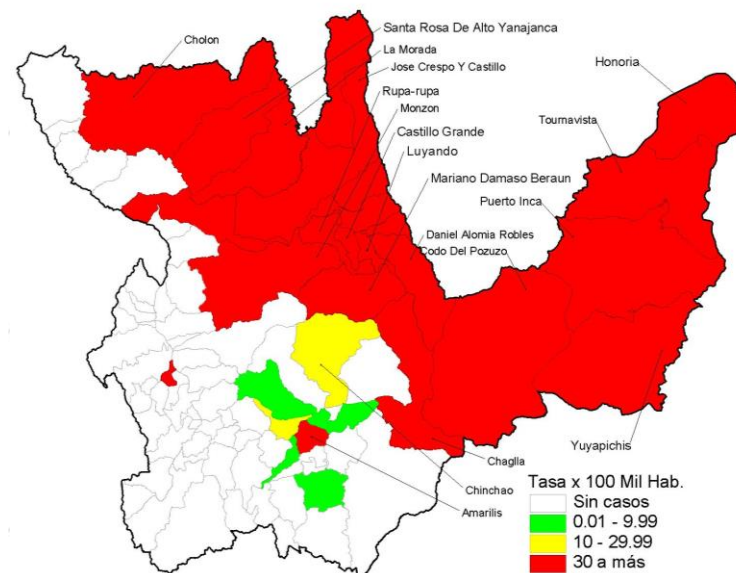 Cholon
Santa Rosa De Alto Yanajanca
La Morada
Jose Crespo Y Castillo
Rupa-rupa
Monzon
Castillo Grande
Luyando
Mariano Damaso Beraun
Daniel Alomia Robles
Codo Del Pozuzo
Honoria
Tournavista
Puerto Inca
Yuyapichis
Chaglla
Chinchao
Amarilis
Tasa x 100 Mil Hab.
Sin casos
0.01 - 9.99
10 - 29.99
30 a más